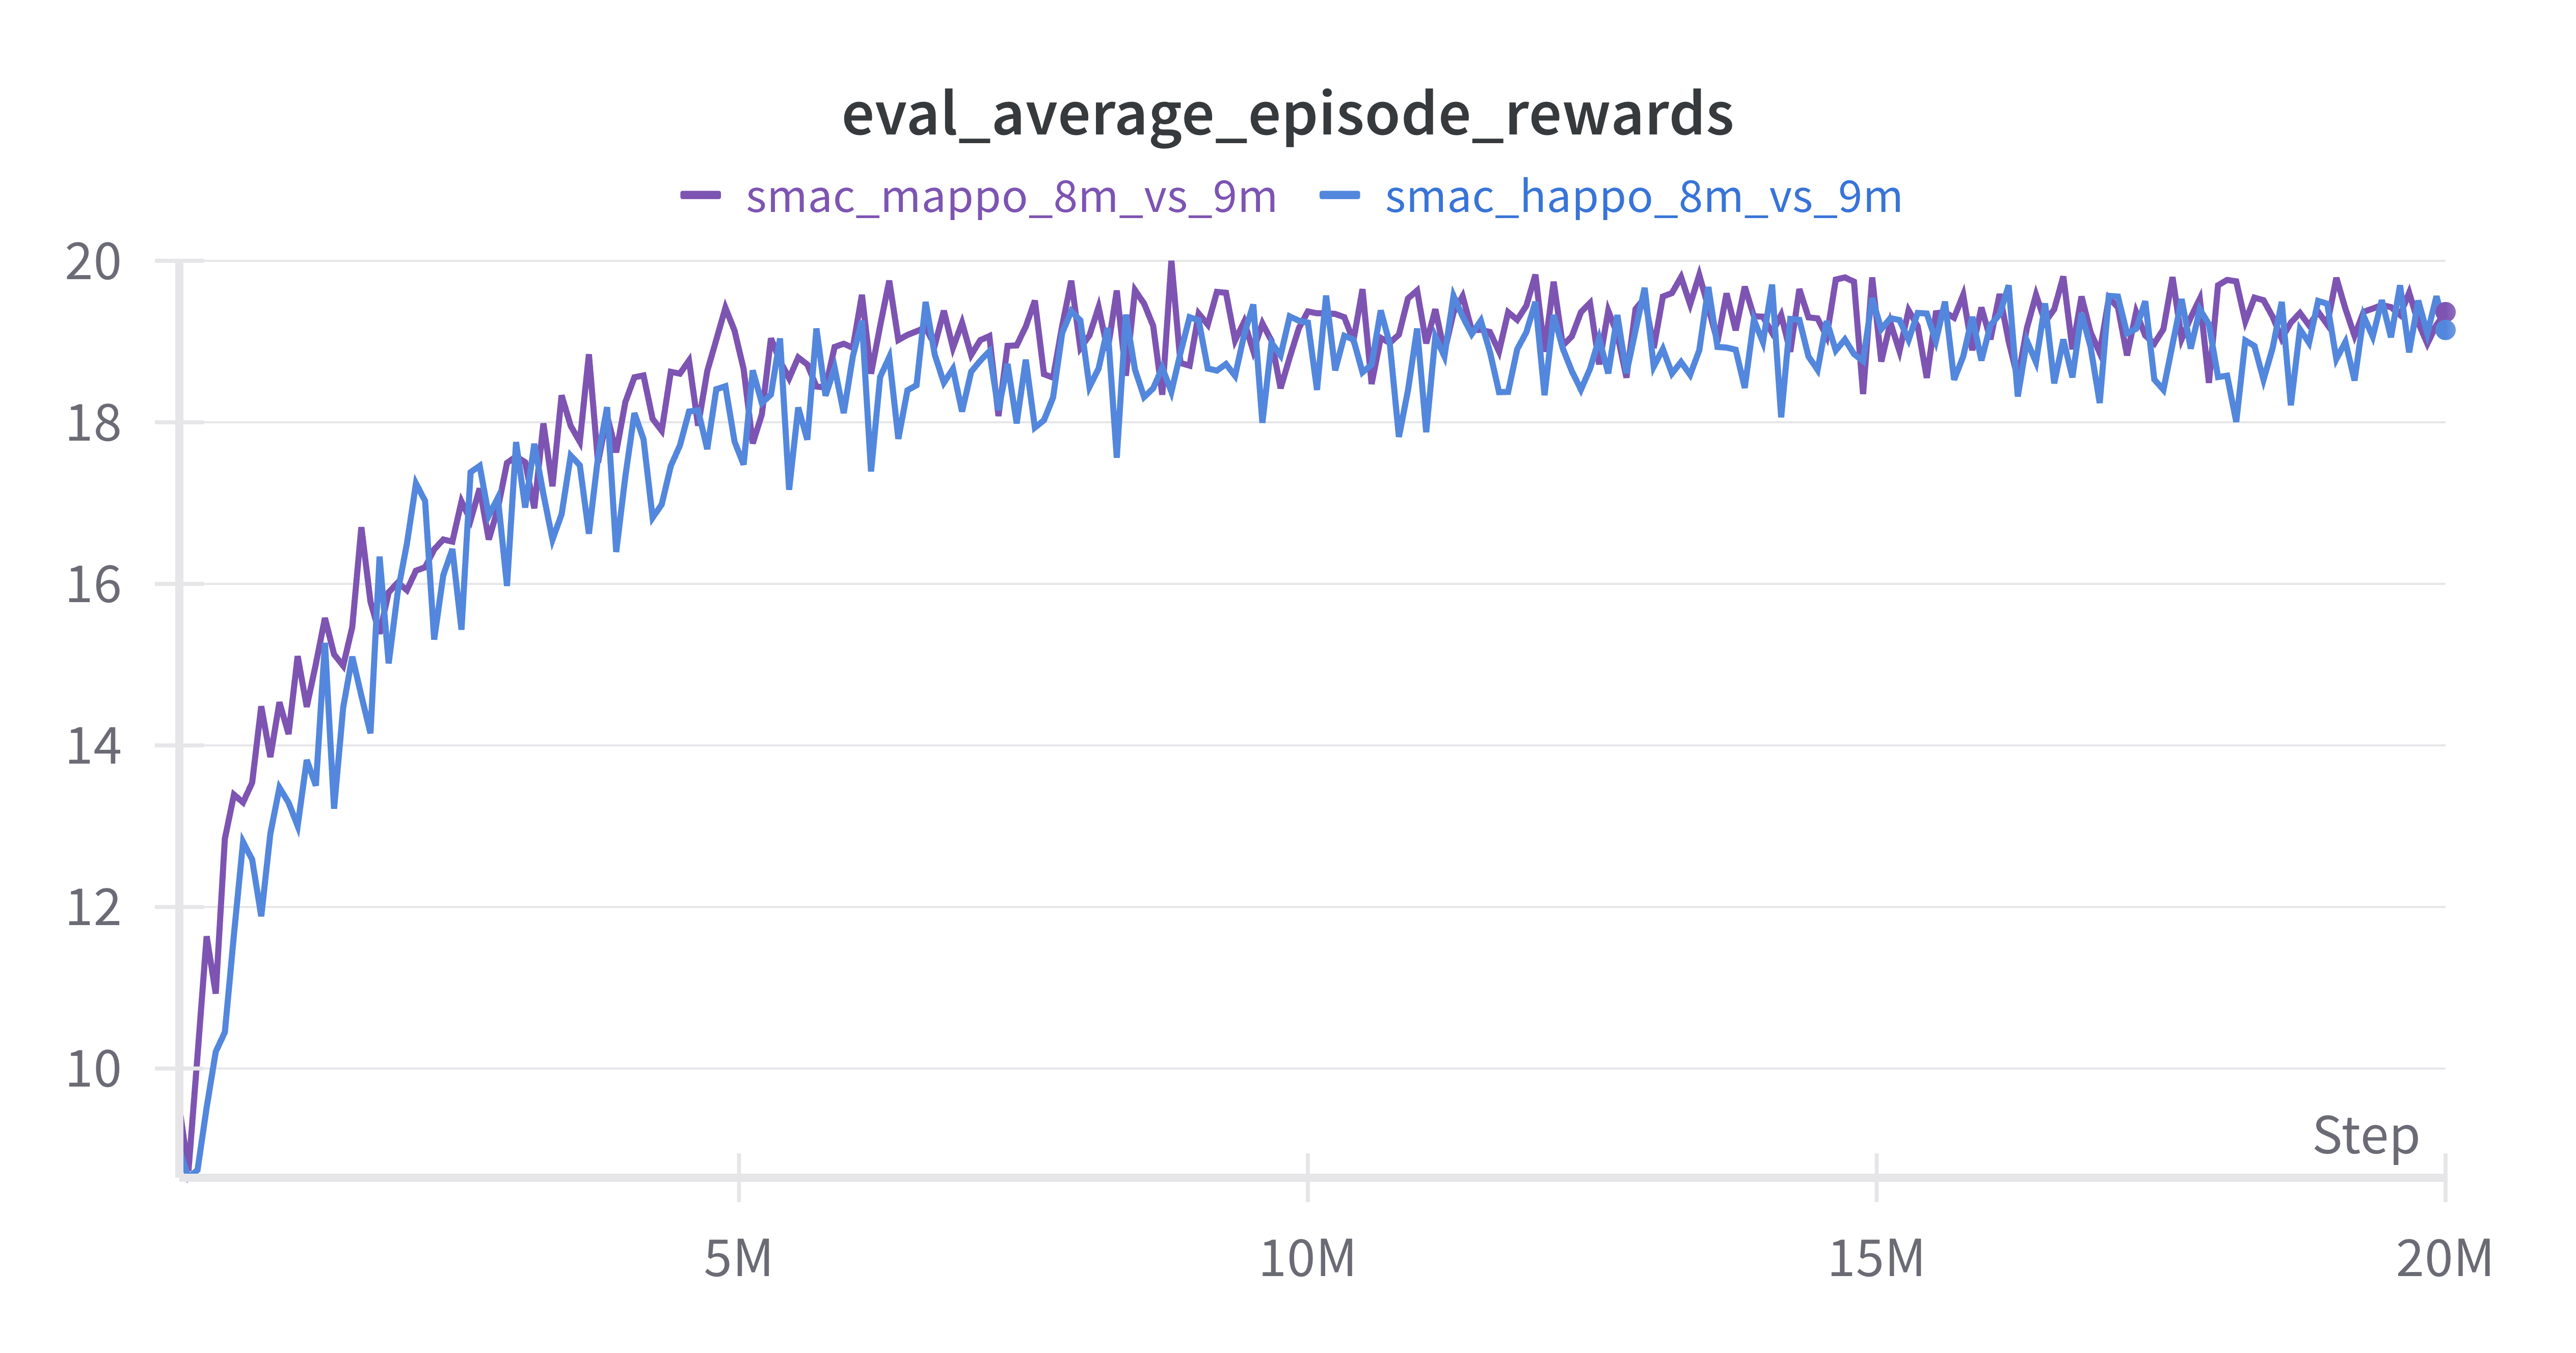 eval_average_episode_rewards
smac_mappo_8m_vs_9m smac_happo_8m_vs_9m
20
18
16
14
12
10
Step
5M 10M 15M 20M